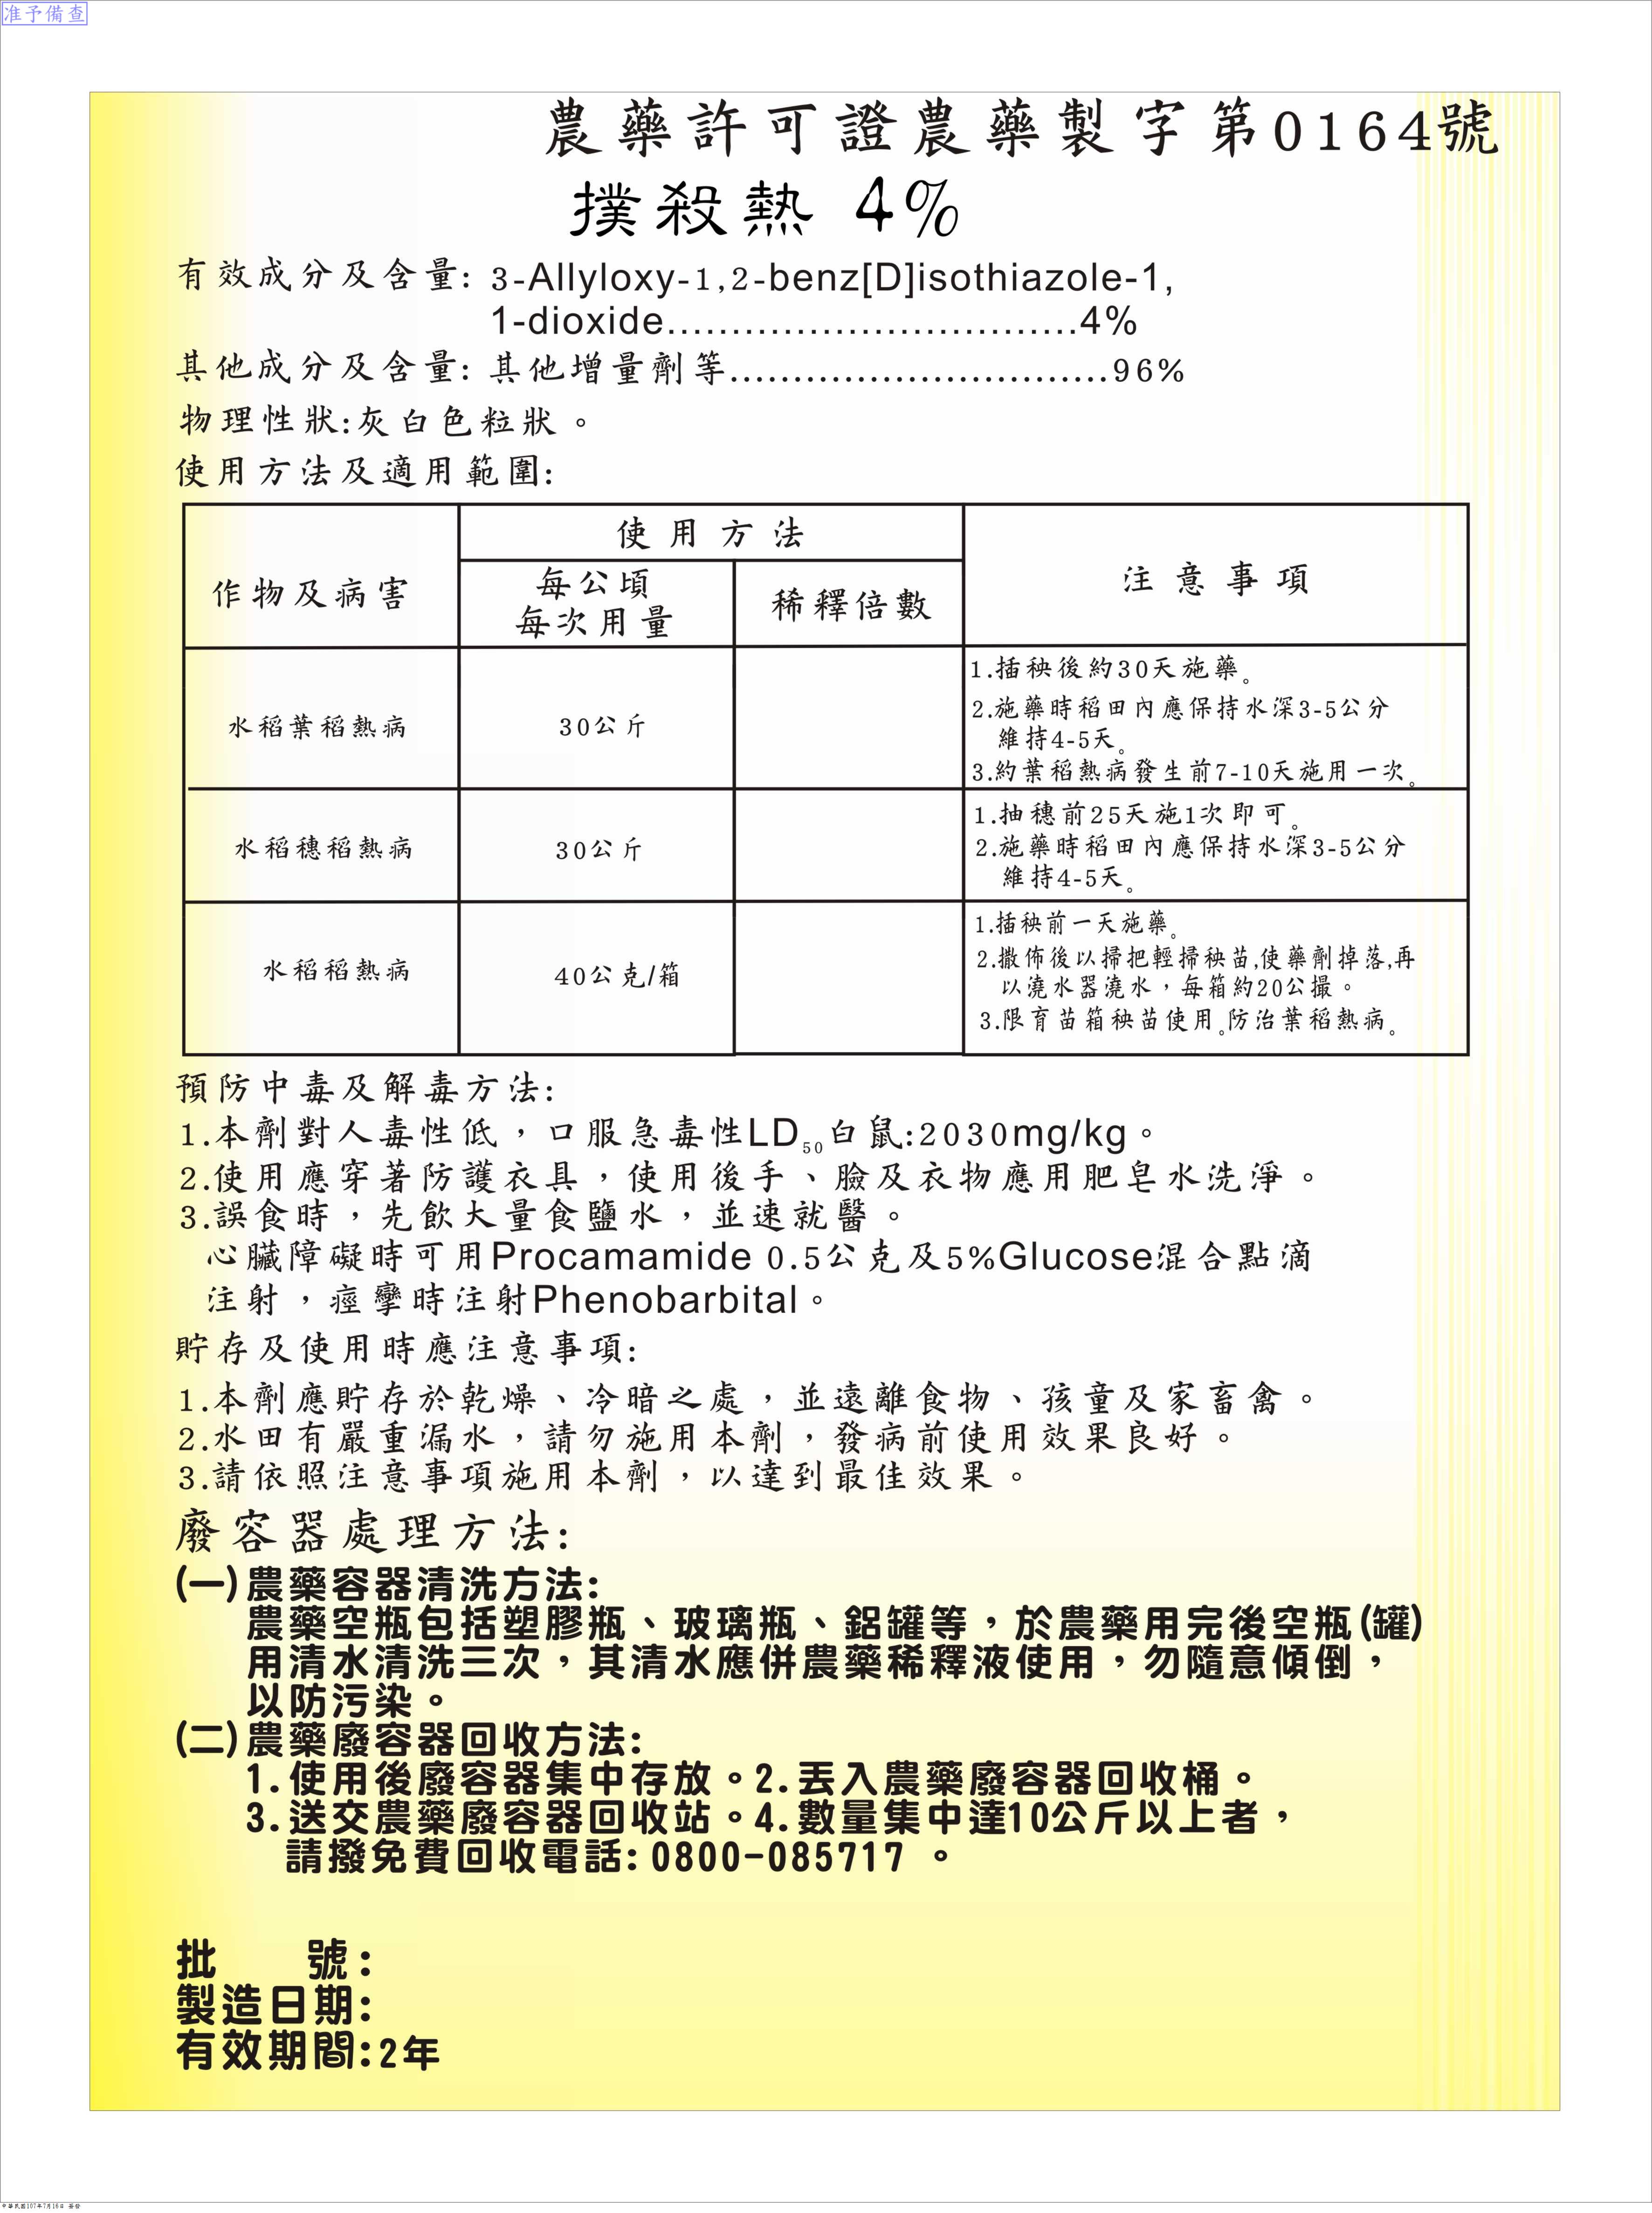 准予備查
農藥許可證農藥製字第0164號
撲殺熱 4%
有效成分及含量: 3-Allyloxy-1,2-benz[D]isothiazole-1,
1-dioxide................................4%
其他成分及含量: 其他增量劑等..............................96%
物理性狀:灰白色粒狀。
使用方法及適用範圍:
作物及病害
使用方法
每公頃
每次用量
稀釋倍數
注意事項
水稻葉稻熱病
30公斤
1.插秧後約30天施藥。
2.施藥時稻田內應保持水深3-5公分
維持4-5天。
3.約葉稻熱病發生前7-10天施用一次。
水稻穗稻熱病
30公斤
1.抽穗前25天施1次即可。
2.施藥時稻田內應保持水深3-5公分
維持4-5天。
水稻稻熱病
40公克/箱
1.插秧前一天施藥。
2.撒佈後以掃把輕掃秧苗,使藥劑掉落,再
以澆水器澆水，每箱約20公撮。
3.限育苗箱秧苗使用。防治葉稻熱病。
預防中毒及解毒方法:
1.本劑對人毒性低，口服急毒性LD50白鼠:2030mg/kg。
2.使用應穿著防護衣具，使用後手、臉及衣物應用肥皂水洗淨。
3.誤食時，先飲大量食鹽水，並速就醫。
心臟障礙時可用Procamamide 0.5公克及5%Glucose混合點滴
注射，痙攣時注射Phenobarbital。
貯存及使用時應注意事項:
1.本劑應貯存於乾燥、冷暗之處，並遠離食物、孩童及家畜禽。
2.水田有嚴重漏水，請勿施用本劑，發病前使用效果良好。
3.請依照注意事項施用本劑，以達到最佳效果。
廢容器處理方法:
(一)農藥容器清洗方法:
農藥空瓶包括塑膠瓶、玻璃瓶、鋁罐等，於農藥用完後空瓶(罐)
用清水清洗三次，其清水應併農藥稀釋液使用，勿隨意傾倒，
以防污染。
(二)農藥廢容器回收方法:
1.使用後廢容器集中存放。2.丟入農藥廢容器回收桶。
3.送交農藥廢容器回收站。4.數量集中達10公斤以上者，
請撥免費回收電話:0800-085717 。
批　　號:
製造日期:
有效期間:2年
中華民國107年7月16日 簽發